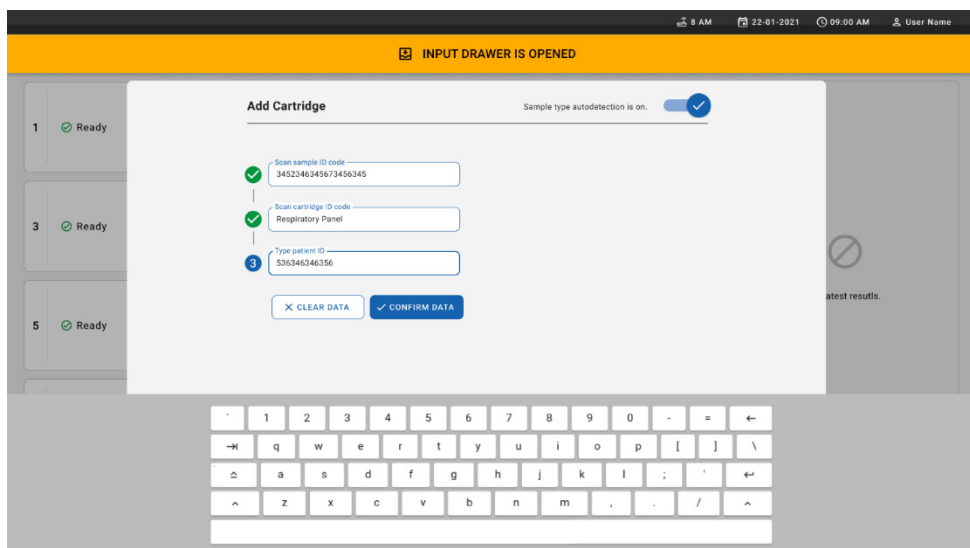 8 AM 22-01-2021 09:00 AM User Name
INPUT DRAWER IS OPENED
Add Cartridge Sample type autodetection is on.
1 Ready
Scan sample ID code
3452346345673456345
Scan cartridge ID code
3 Ready Respiratory Panel
Type patient ID
3 536346346356
atest resutls.
CLEAR DATA CONFIRM DATA
5 Ready
` 1 2 3 4 5 6 7 8 9 0 - = ←
q w e r t y u i o p [ ] \
a s d f g h j k l ; '
z x c v b n m , . /